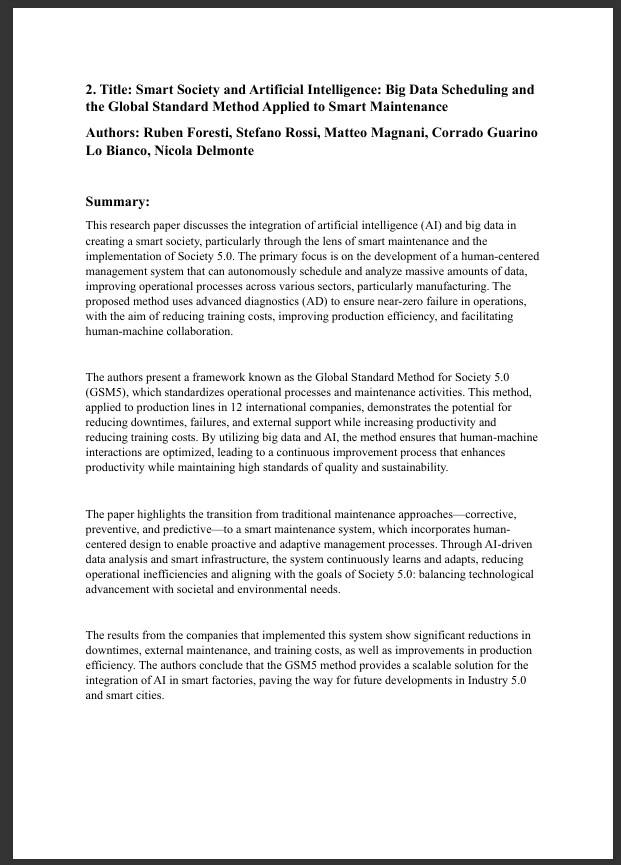 2. Title: Smart Society and Artificial Intelligence: Big Data Scheduling and
the Global Standard Method Applied to Smart Maintenance
Authors: Ruben Foresti, Stefano Rossi, Matteo Magnani, Corrado Guarino
Lo Bianco, Nicola Delmonte
Summary:
This research paper discusses the integration of artificial intelligence (AI) and big data in
creating a smart society, particularly through the lens of smart maintenance and the
implementation of Society 5.0. The primary focus is on the development of a human-centered
management system that can autonomously schedule and analyze massive amounts of data,
improving operational processes across various sectors, particularly manufacturing. The
proposed method uses advanced diagnostics (AD) to ensure near-zero failure in operations,
with the aim of reducing training costs, improving production efficiency, and facilitating
human-machine collaboration.
The authors present a framework known as the Global Standard Method for Society 5.0
(GSM5), which standardizes operational processes and maintenance activities. This method,
applied to production lines in 12 international companies, demonstrates the potential for
reducing downtimes, failures, and external support while increasing productivity and
reducing training costs. By utilizing big data and AI, the method ensures that human-machine
interactions are optimized, leading to a continuous improvement process that enhances
productivity while maintaining high standards of quality and sustainability.
The paper highlights the transition from traditional maintenance approaches—corrective,
preventive, and predictive—to a smart maintenance system, which incorporates human-
centered design to enable proactive and adaptive management processes. Through AI-driven
data analysis and smart infrastructure, the system continuously learns and adapts, reducing
operational inefficiencies and aligning with the goals of Society 5.0: balancing technological
advancement with societal and environmental needs.
The results from the companies that implemented this system show significant reductions in
downtimes, external maintenance, and training costs, as well as improvements in production
efficiency. The authors conclude that the GSM5 method provides a scalable solution for the
integration of AI in smart factories, paving the way for future developments in Industry 5.0
and smart cities.